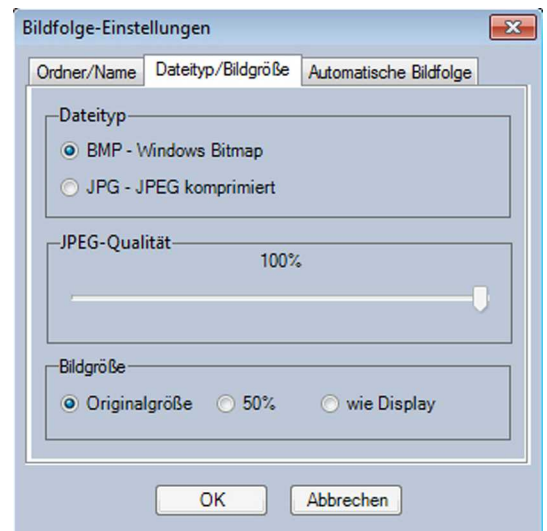 Bildfolge-Einstellungen
Ordner/Name Dateityp/Bildgröße Automatische Bildfolge
Dateityp
BMP - Windows Bitmap
JPG - JPEG komprimiert
JPEG-Qualität
100%
Bildgröße
Originalgröße 50% wie Display
OK Abbrechen